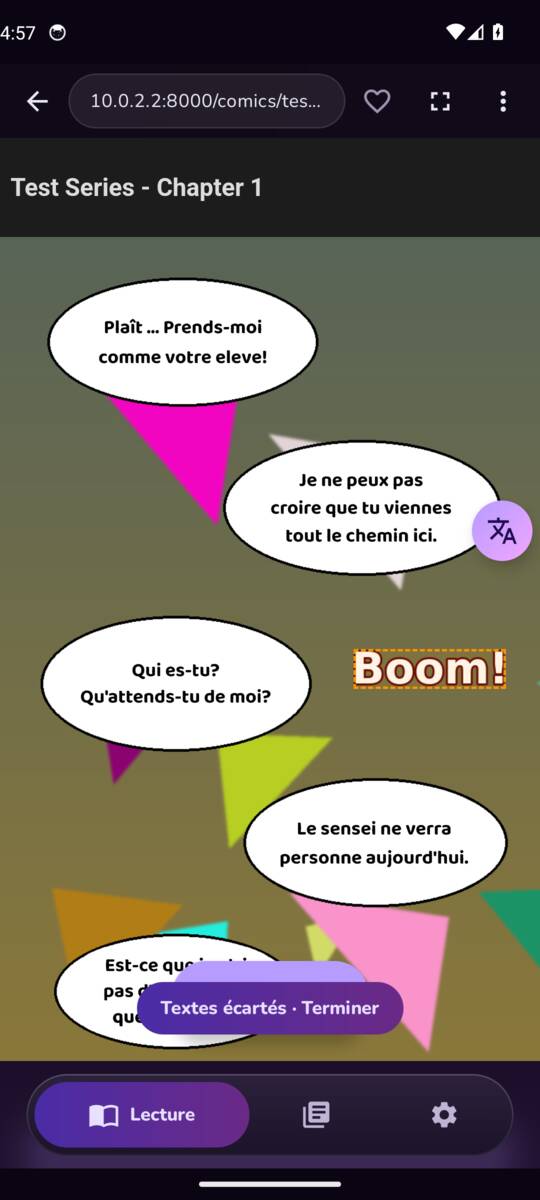 4:57
10.0.2.2:8000/comics/tes...
Test Series - Chapter 1
Plaît ... Prends-moi
comme votre eleve!
Je ne peux pas
croire que tu viennes
tout le chemin ici.
Qui es-tu?
Qu'attends-tu de moi?
Boom!
Le sensei ne verra
personne aujourd'hui.
Est-ce que
pas
Textes écartés · Terminer
Lecture